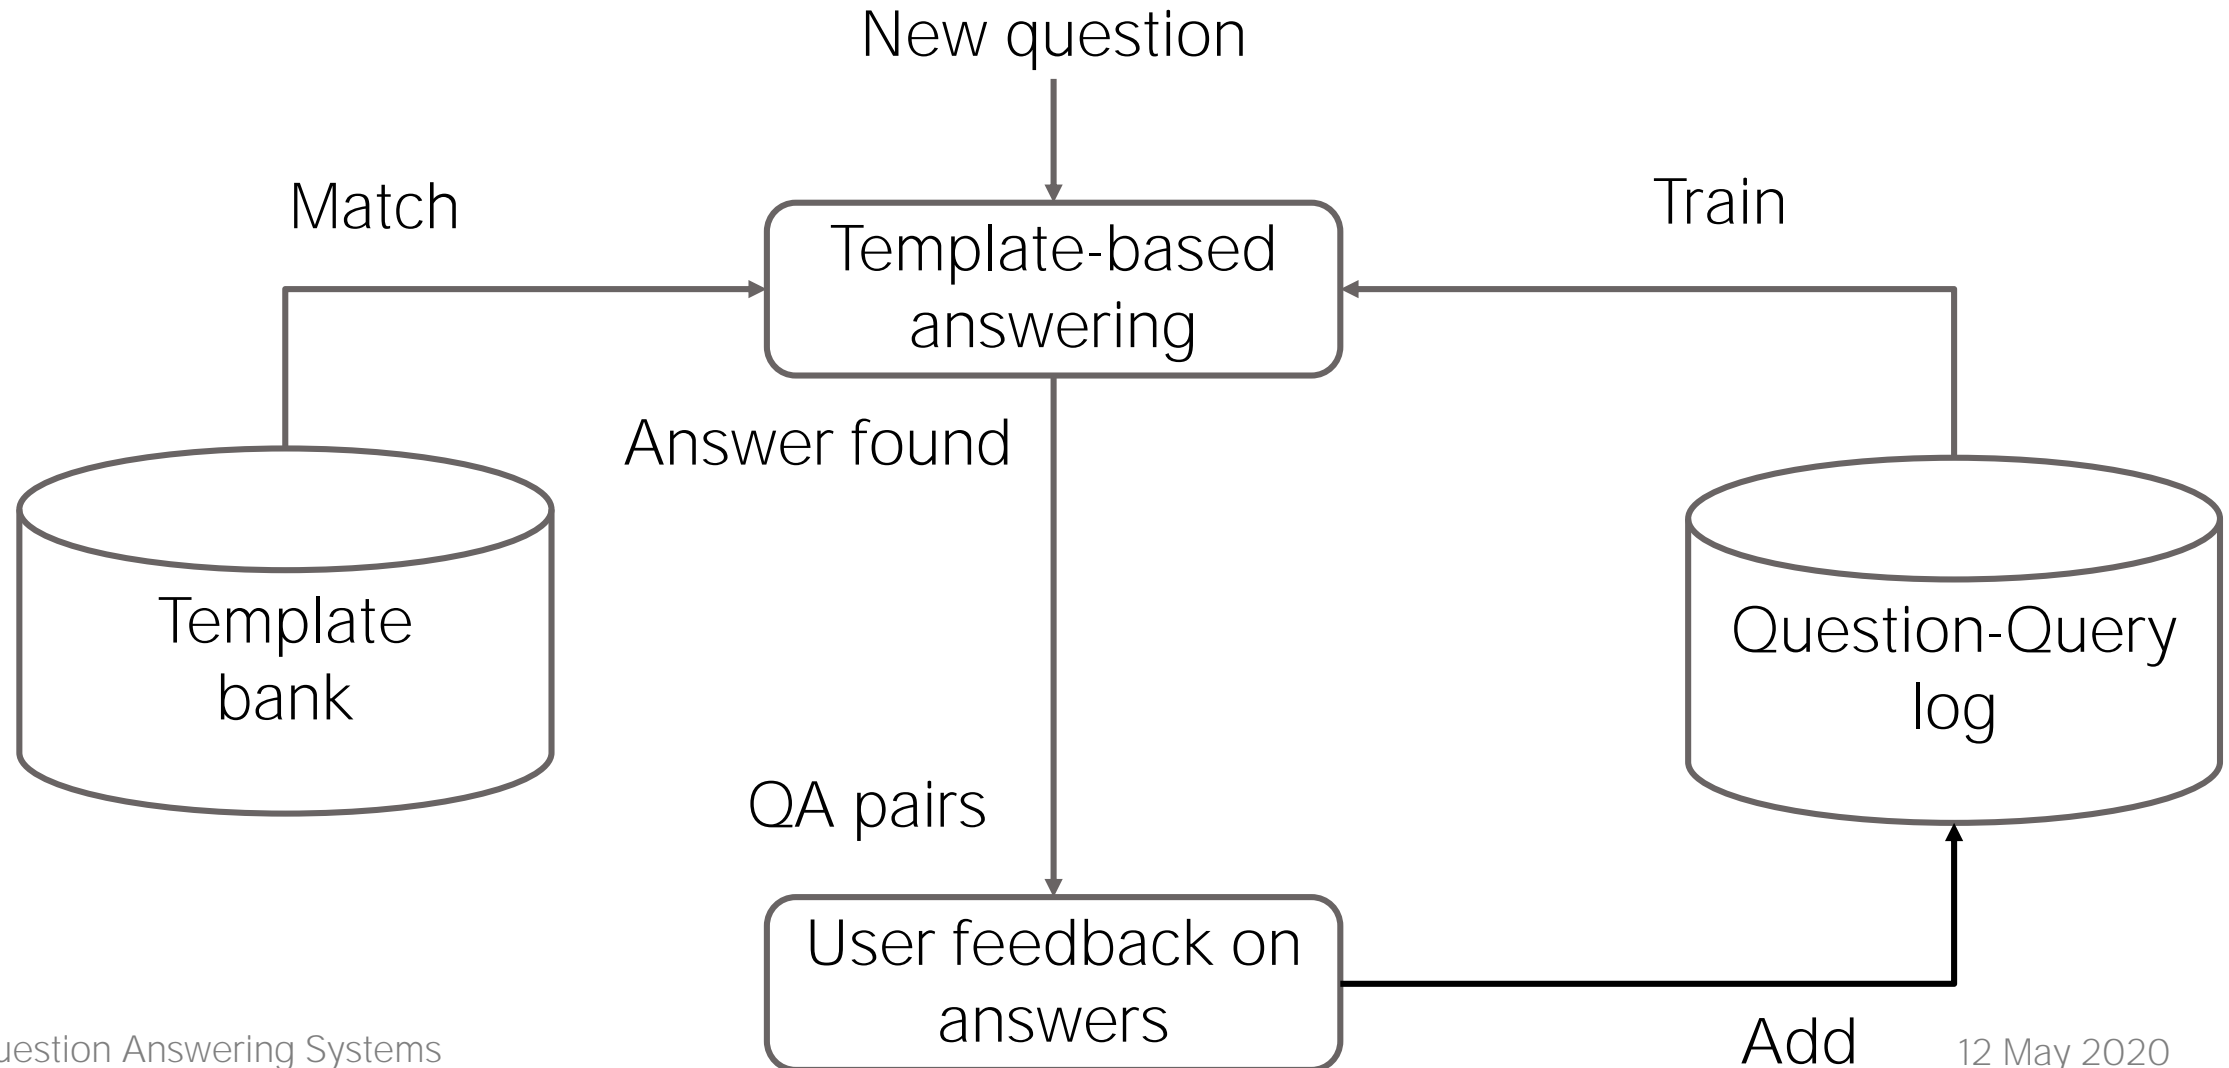 New question
Match
Train
Template-based
answering
Answer found
Template
bank
Question-Query
log
QA pairs
User feedback on
answers
Add
Answering Systems
12 May 2020